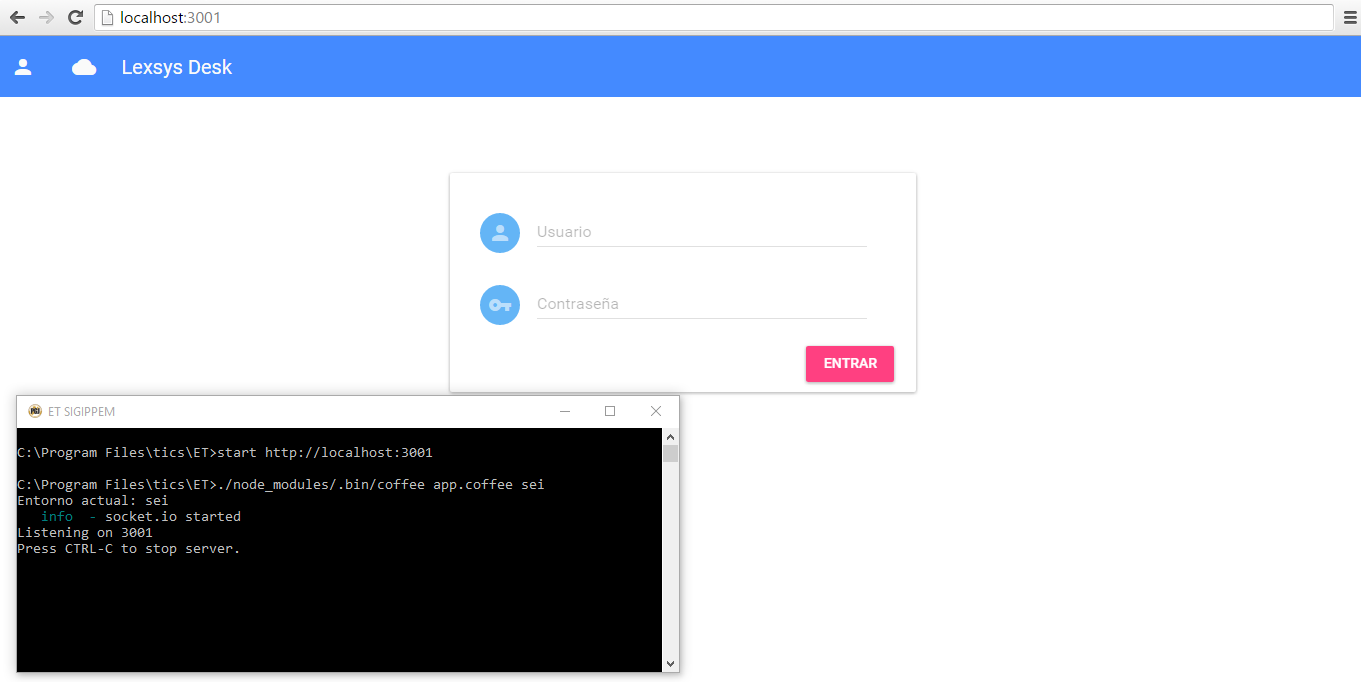 localhost:3001
Lexsys Desk
Usuario
Contraseña
ENTRAR
ET SIGIPPEM
C:\Program Files\tics\ET>start http://localhost:3001
C:\Program Files\tics\ET>./node_modules/.bin/coffee app.coffee sei
Entorno actual: sei
info - socket.io started
Listening on 3001
Press CTRL-C to stop server.